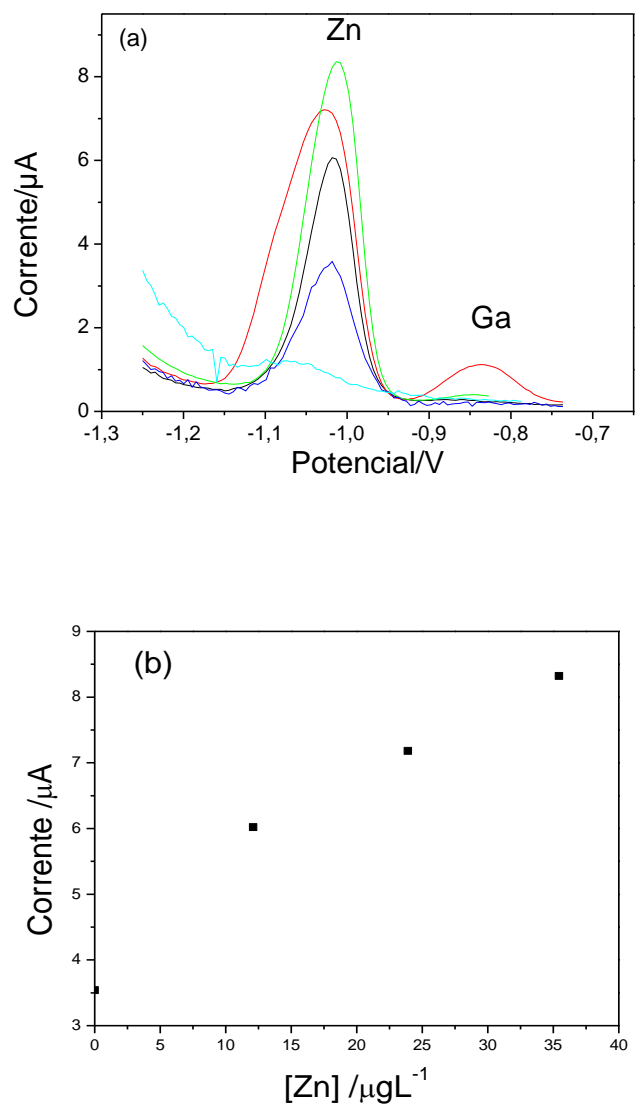 (a)
Zn
Ga
Corrente/µA
8
6
4
2
0
-1,3 -1,2 -1,1 -1,0 -0,9 -0,8 -0,7
Potencial/V
(b)
Corrente /µA
9
8
7
6
5
4
3
0 5 10 15 20 25 30 35 40
[Zn] /µgL⁻¹